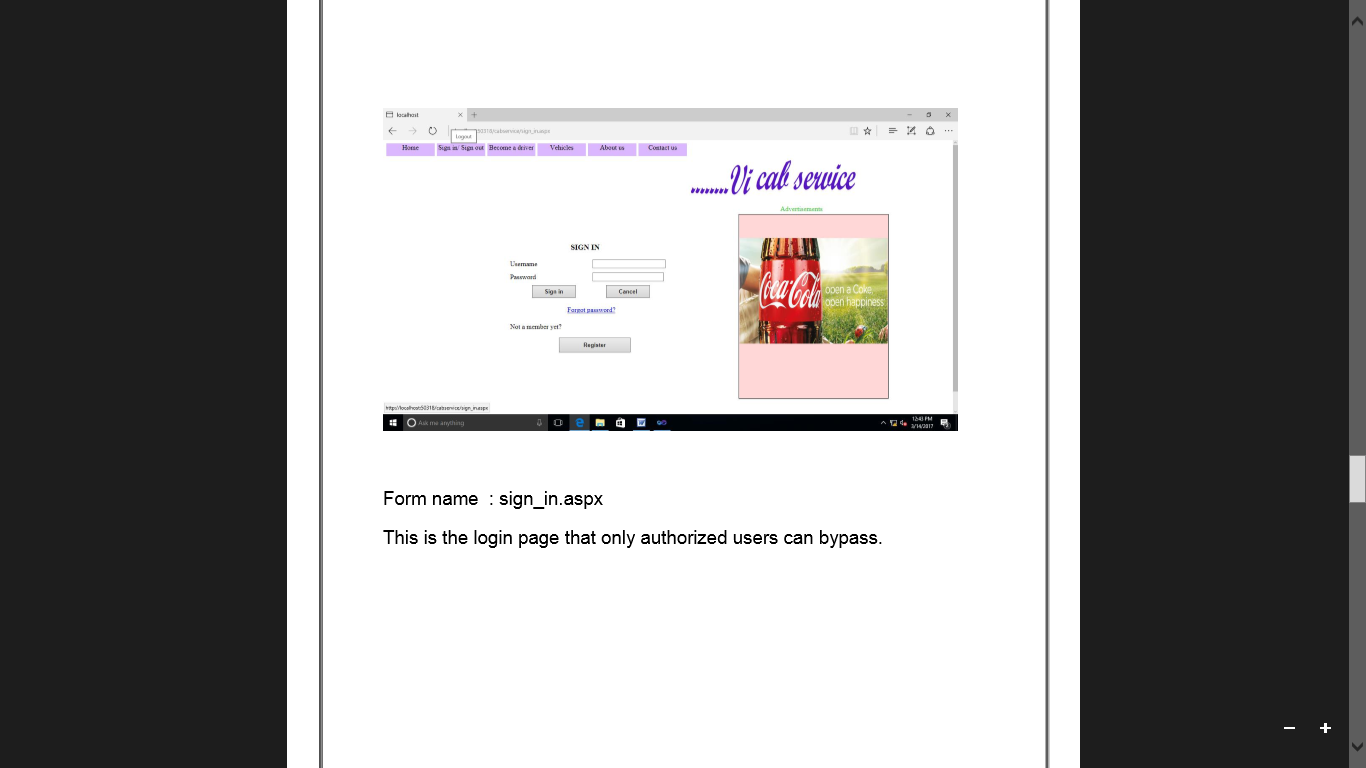 localhost
50318/cabservice/sign_in.aspx
Logout
Home Sign in/ Sign out Become a driver Vehicles About us Contact us
........Vi cab service
Advertisements
SIGN IN
Username
Password
Sign in Cancel
Forgot password?
Not a member yet?
Register
Coca-Cola
open a Coke,
open happiness
http://localhost:50318/cabservice/sign_in.aspx
Ask me anything
12:43 PM
3/14/2017
Form name : sign_in.aspx
This is the login page that only authorized users can bypass.